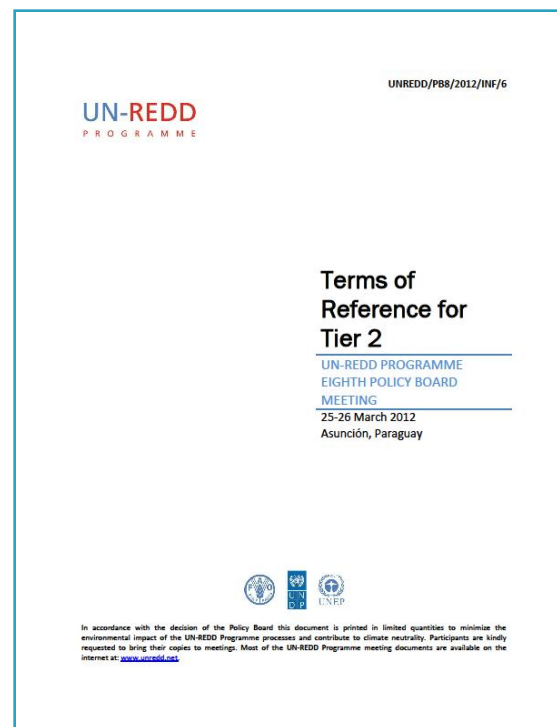 UNREDD/PB8/2012/INF/6
UN-REDD
PROGRAMME
Terms of
Reference for
Tier 2
UN-REDD PROGRAMME
EIGHTH POLICY BOARD
MEETING
25-26 March 2012
Asunción, Paraguay
FAO
UN
DP
UNEP
In accordance with the decision of the Policy Board this document is printed in limited quantities to minimize the
environmental impact of the UN-REDD Programme processes and contribute to climate neutrality. Participants are kindly
requested to bring their copies to meetings. Most of the UN-REDD Programme meeting documents are available on the
internet at: www.unredd.net.